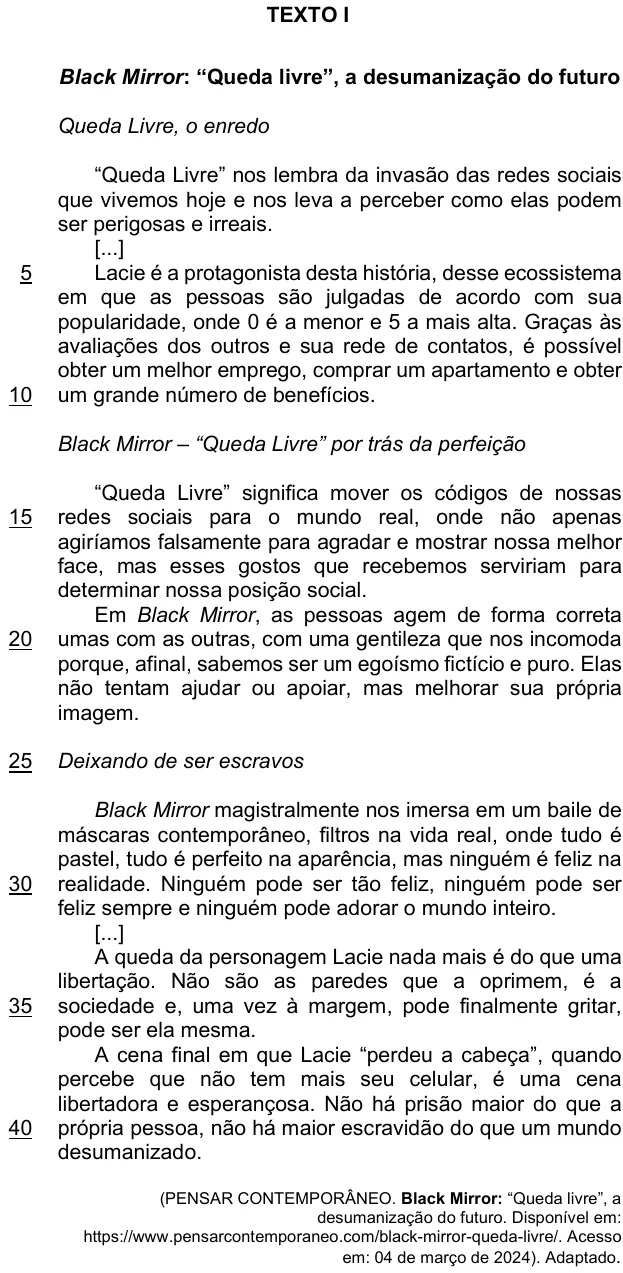 TEXTO I
Black Mirror: “Queda livre”, a desumanização do futuro
Queda Livre, o enredo
“Queda Livre” nos lembra da invasão das redes sociais
que vivemos hoje e nos leva a perceber como elas podem
ser perigosas e irreais.
[...]
5 Lacie é a protagonista desta história, desse ecossistema
em que as pessoas são julgadas de acordo com sua
popularidade, onde 0 é a menor e 5 a mais alta. Graças às
avaliações dos outros e sua rede de contatos, é possível
obter um melhor emprego, comprar um apartamento e obter
10 um grande número de benefícios.
Black Mirror – “Queda Livre” por trás da perfeição
“Queda Livre” significa mover os códigos de nossas
15 redes sociais para o mundo real, onde não apenas
agiríamos falsamente para agradar e mostrar nossa melhor
face, mas esses gostos que recebemos serviriam para
determinar nossa posição social.
Em Black Mirror, as pessoas agem de forma correta
20 umas com as outras, com uma gentileza que nos incomoda
porque, afinal, sabemos ser um egoísmo fictício e puro. Elas
não tentam ajudar ou apoiar, mas melhorar sua própria
imagem.
25 Deixando de ser escravos
Black Mirror magistralmente nos imersa em um baile de
máscaras contemporâneo, filtros na vida real, onde tudo é
pastel, tudo é perfeito na aparência, mas ninguém é feliz na
30 realidade. Ninguém pode ser tão feliz, ninguém pode ser
feliz sempre e ninguém pode adorar o mundo inteiro.
[...]
A queda da personagem Lacie nada mais é do que uma
libertação. Não são as paredes que a oprimem, é a
35 sociedade e, uma vez à margem, pode finalmente gritar,
pode ser ela mesma.
A cena final em que Lacie “perdeu a cabeça”, quando
percebe que não tem mais seu celular, é uma cena
libertadora e esperançosa. Não há prisão maior do que a
40 própria pessoa, não há maior escravidão do que um mundo
desumanizado.
(PENSAR CONTEMPORÂNEO. Black Mirror: “Queda livre”, a
desumanização do futuro. Disponível em:
https://www.pensarcontemporaneo.com/black-mirror-queda-livre/. Acesso
em: 04 de março de 2024). Adaptado.